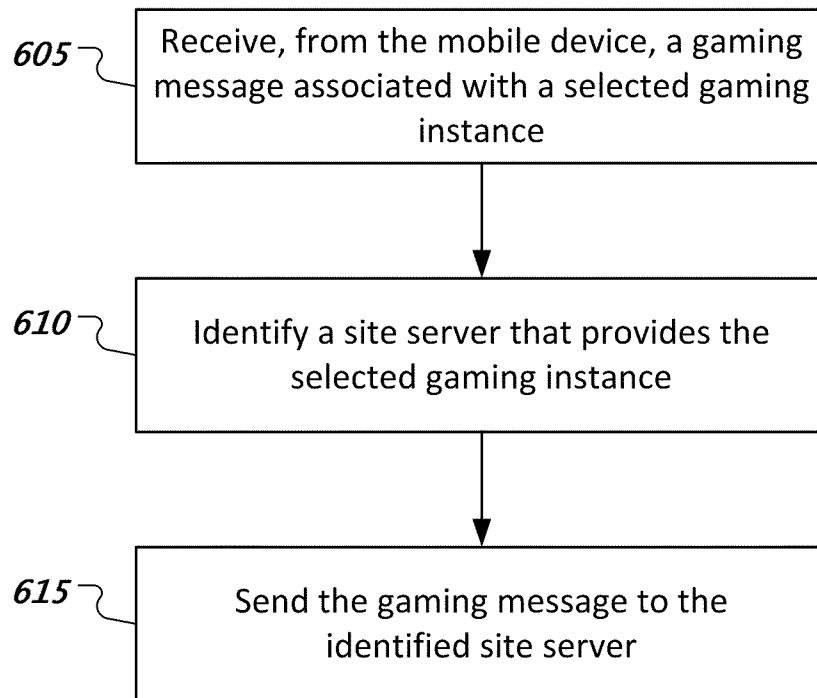 605
Receive, from the mobile device, a gaming
message associated with a selected gaming
instance
610
Identify a site server that provides the
selected gaming instance
615
Send the gaming message to the
identified site server